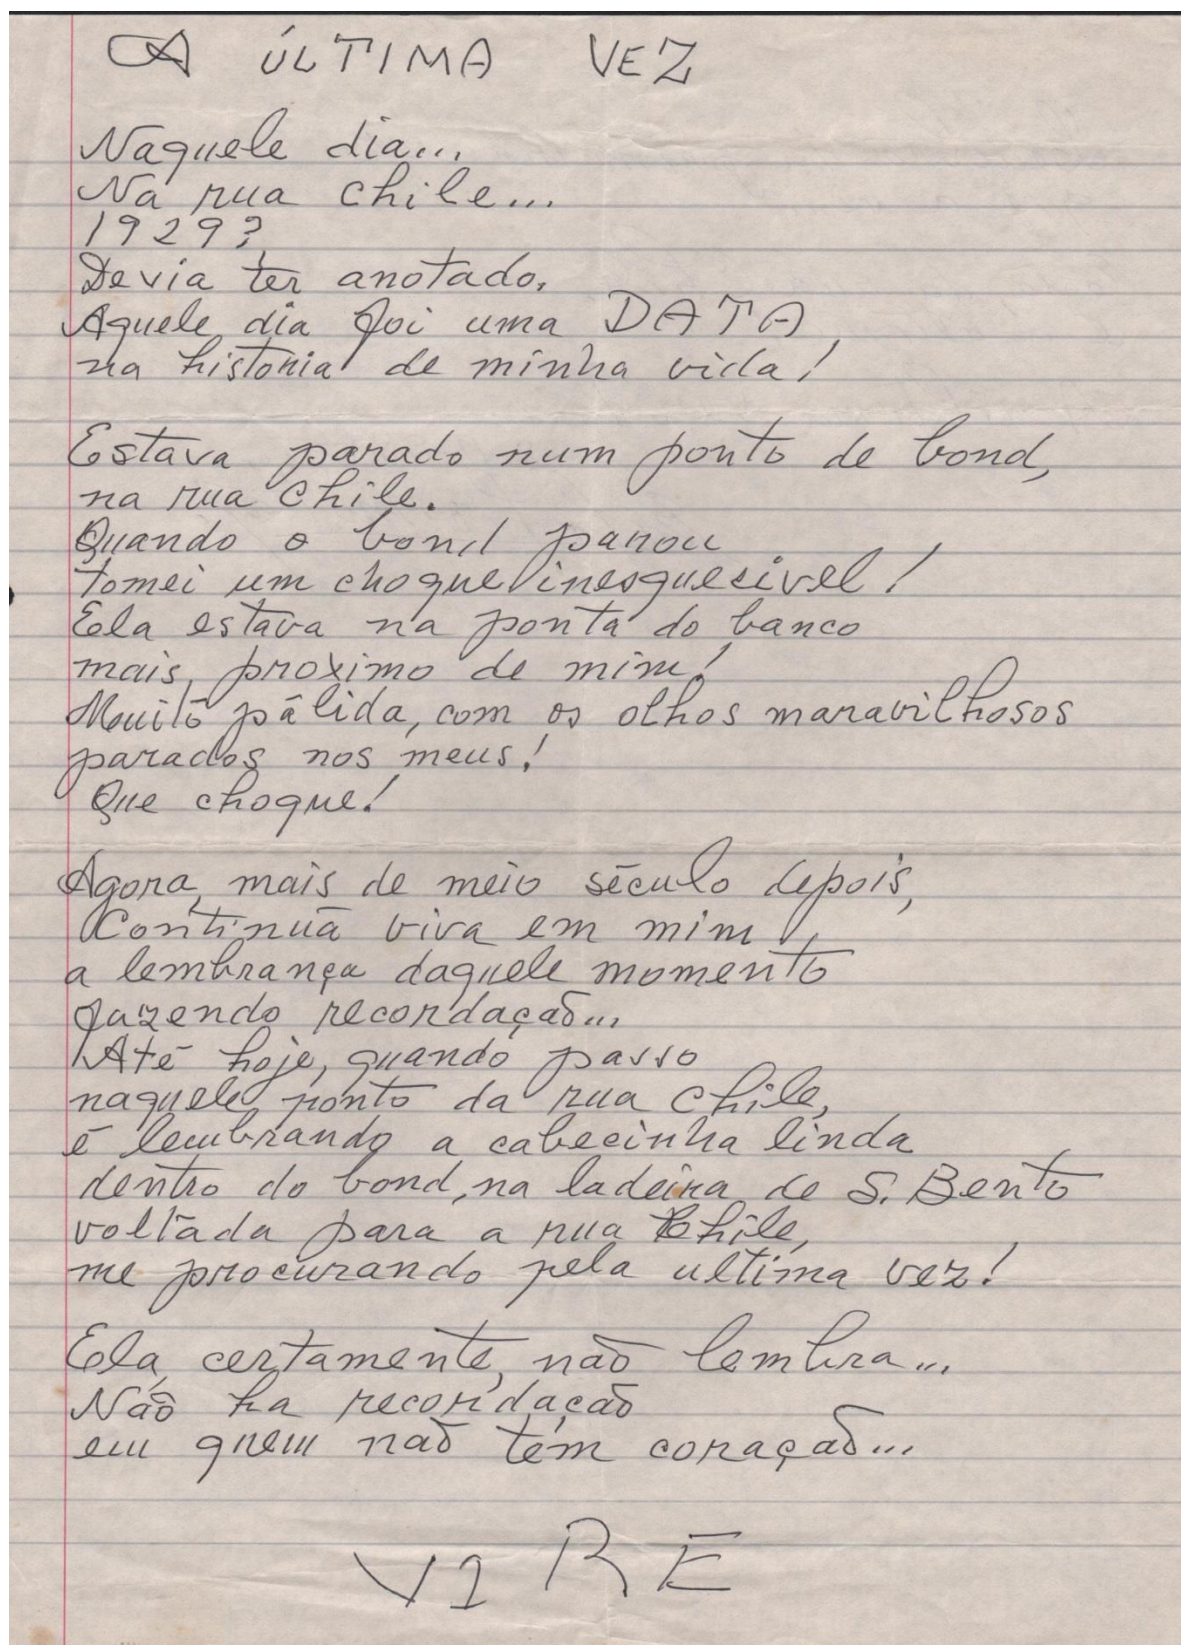 A ÚLTIMA VEZ
Naquele dia...
Na rua chile...
1929?
Devia ter anotado.
Aquele dia foi uma DATA
na historia de minha vida!
Estava parado num ponto de bond,
na rua Chile.
Quando o bond parou
tomei um choque inesquecivel!
Ela estava na ponta do banco
mais proximo de mim!
Muito pálida, com os olhos maravilhosos
parados nos meus!
Que choque!
Agora, mais de meio século depois,
Continua viva em mim
a lembrança daquele momento
fazendo recordação...
Até hoje, quando passo
naquele ponto da rua Chile,
é lembrando a cabecinha linda
dentro do bond, na ladeira de S. Bento
voltada para a rua Chile,
me procurando pela ultima vez!
Ela, certamente, não lembra...
Não ha recordação
em quem não tem coração...
VIRE